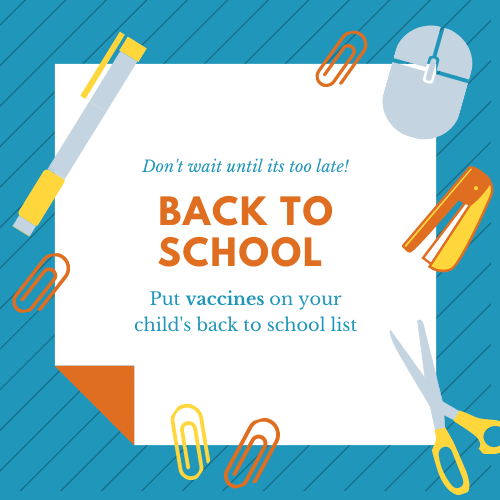 Don't wait until its too late!
BACK TO
SCHOOL
Put vaccines on your
child's back to school list